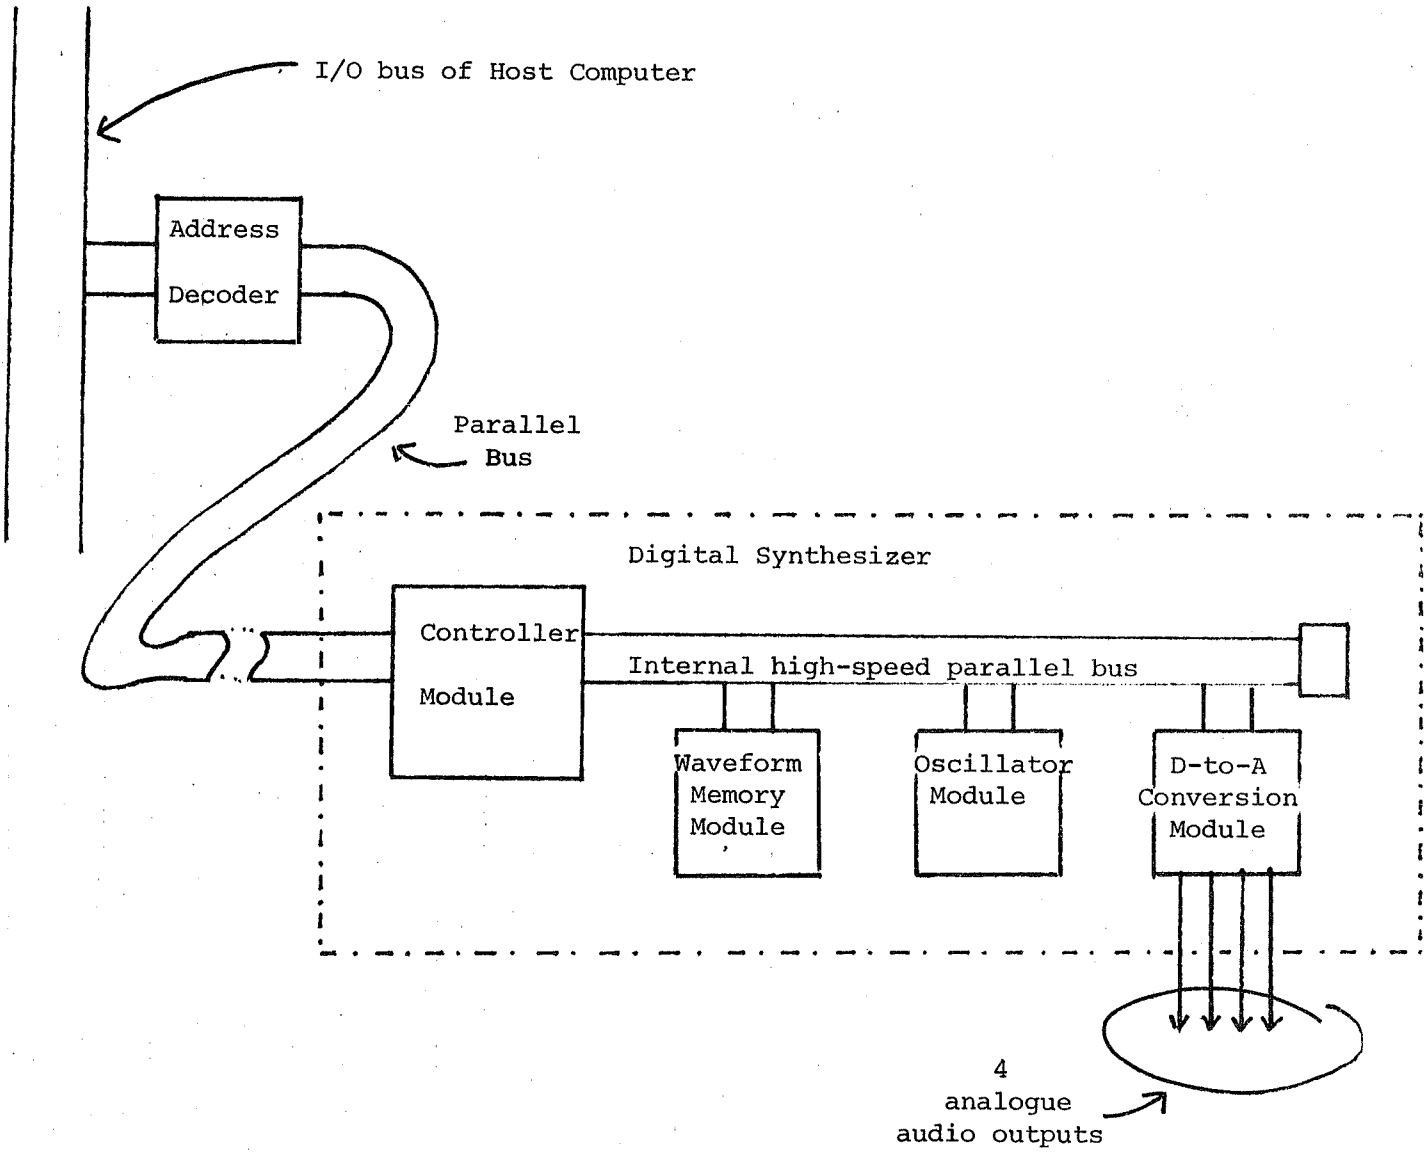 I/O bus of Host Computer
Address
Decoder
Parallel
Bus
Digital Synthesizer
Controller
Module
Internal high-speed parallel bus
Waveform
Memory
Module
Oscillator
Module
D-to-A
Conversion
Module
4
analogue
audio outputs